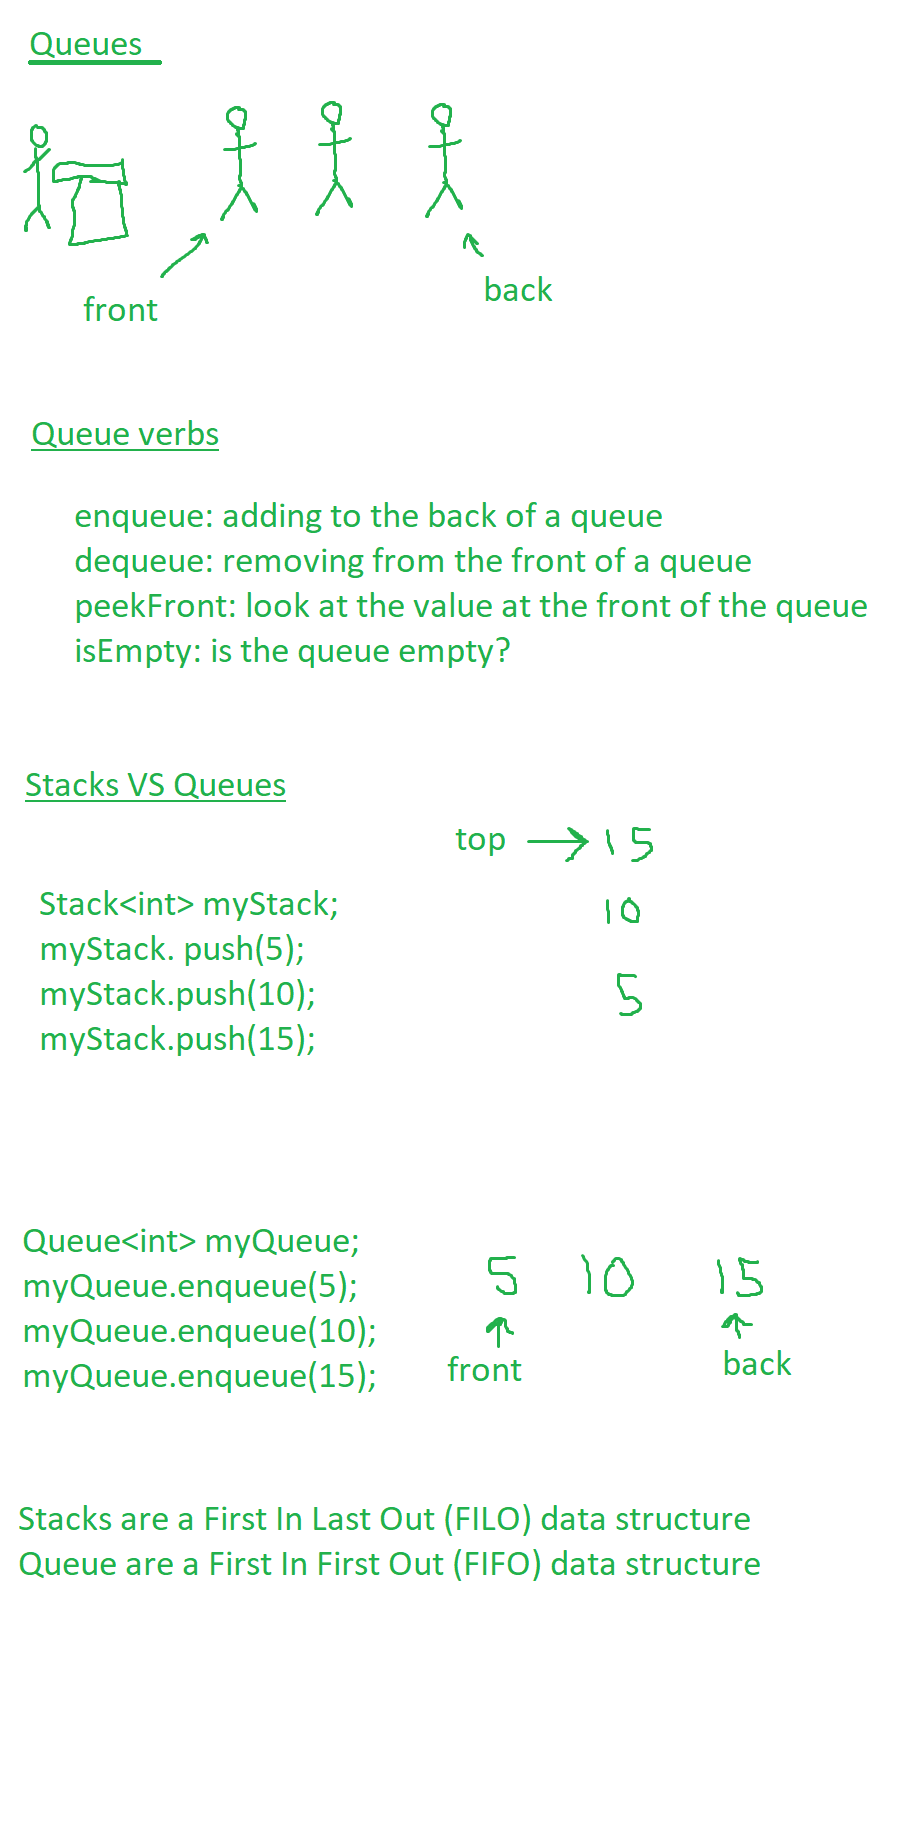 Queues
front
back
Queue verbs
enqueue: adding to the back of a queue
dequeue: removing from the front of a queue
peekFront: look at the value at the front of the queue
isEmpty: is the queue empty?
Stacks VS Queues
top 15
Stack<int> myStack;
10
myStack. push(5);
myStack.push(10);
5
myStack.push(15);
Queue<int> myQueue;
myQueue.enqueue(5);
5 10 15
myQueue.enqueue(10);
myQueue.enqueue(15);
front back
Stacks are a First In Last Out (FILO) data structure
Queue are a First In First Out (FIFO) data structure